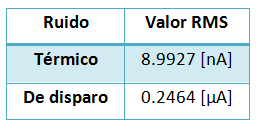 Ruido Valor RMS
Térmico 8.9927 [nA]
De disparo 0.2464 [µA]